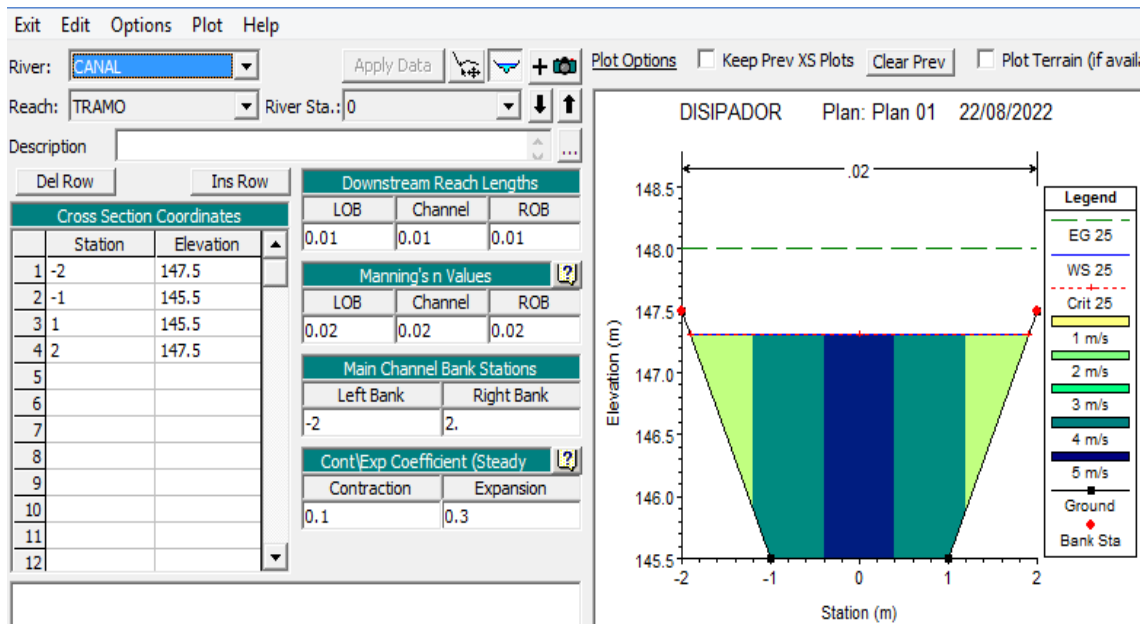 Exit Edit Options Plot Help
River: CANAL Apply Data +
Reach: TRAMO River Sta.: 0
Description ...
Del Row Ins Row
Cross Section Coordinates
Station Elevation
1 -2 147.5
2 -1 145.5
3 1 145.5
4 2 147.5
5
6
7
8
9
10
11
12
Downstream Reach Lengths
LOB Channel ROB
0.01 0.01 0.01
Manning's n Values ?
LOB Channel ROB
0.02 0.02 0.02
Main Channel Bank Stations
Left Bank Right Bank
-2 2.
Cont\Exp Coefficient (Steady ?
Contraction Expansion
0.1 0.3
Plot Options Keep Prev XS Plots Clear Prev Plot Terrain (if avail
DISIPADOR Plan: Plan 01 22/08/2022
.02
Elevation (m)
148.5
148.0
147.5
147.0
146.5
146.0
145.5
-2 -1 0 1 2
Station (m)
Legend
EG 25
WS 25
Crit 25
1 m/s
2 m/s
3 m/s
4 m/s
5 m/s
Ground
Bank Sta